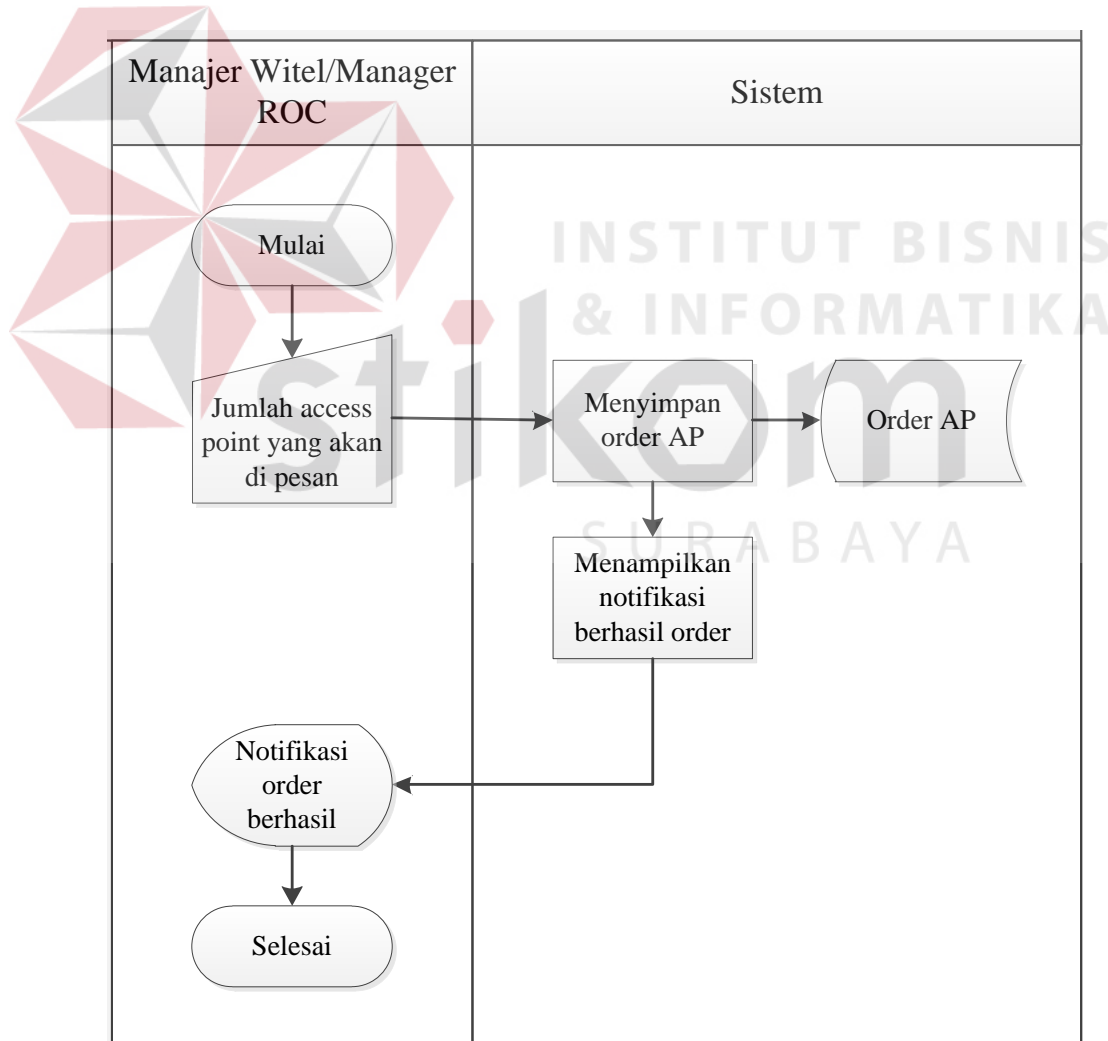 Manajer Witel/Manager
ROC
Sistem
Mulai
INSTITUT BISNIS
& INFORMATIKA
stikom
SURABAYA
Jumlah access
point yang akan
di pesan
Menyimpan
order AP
Order AP
Menampilkan
notifikasi
berhasil order
Notifikasi
order
berhasil
Selesai